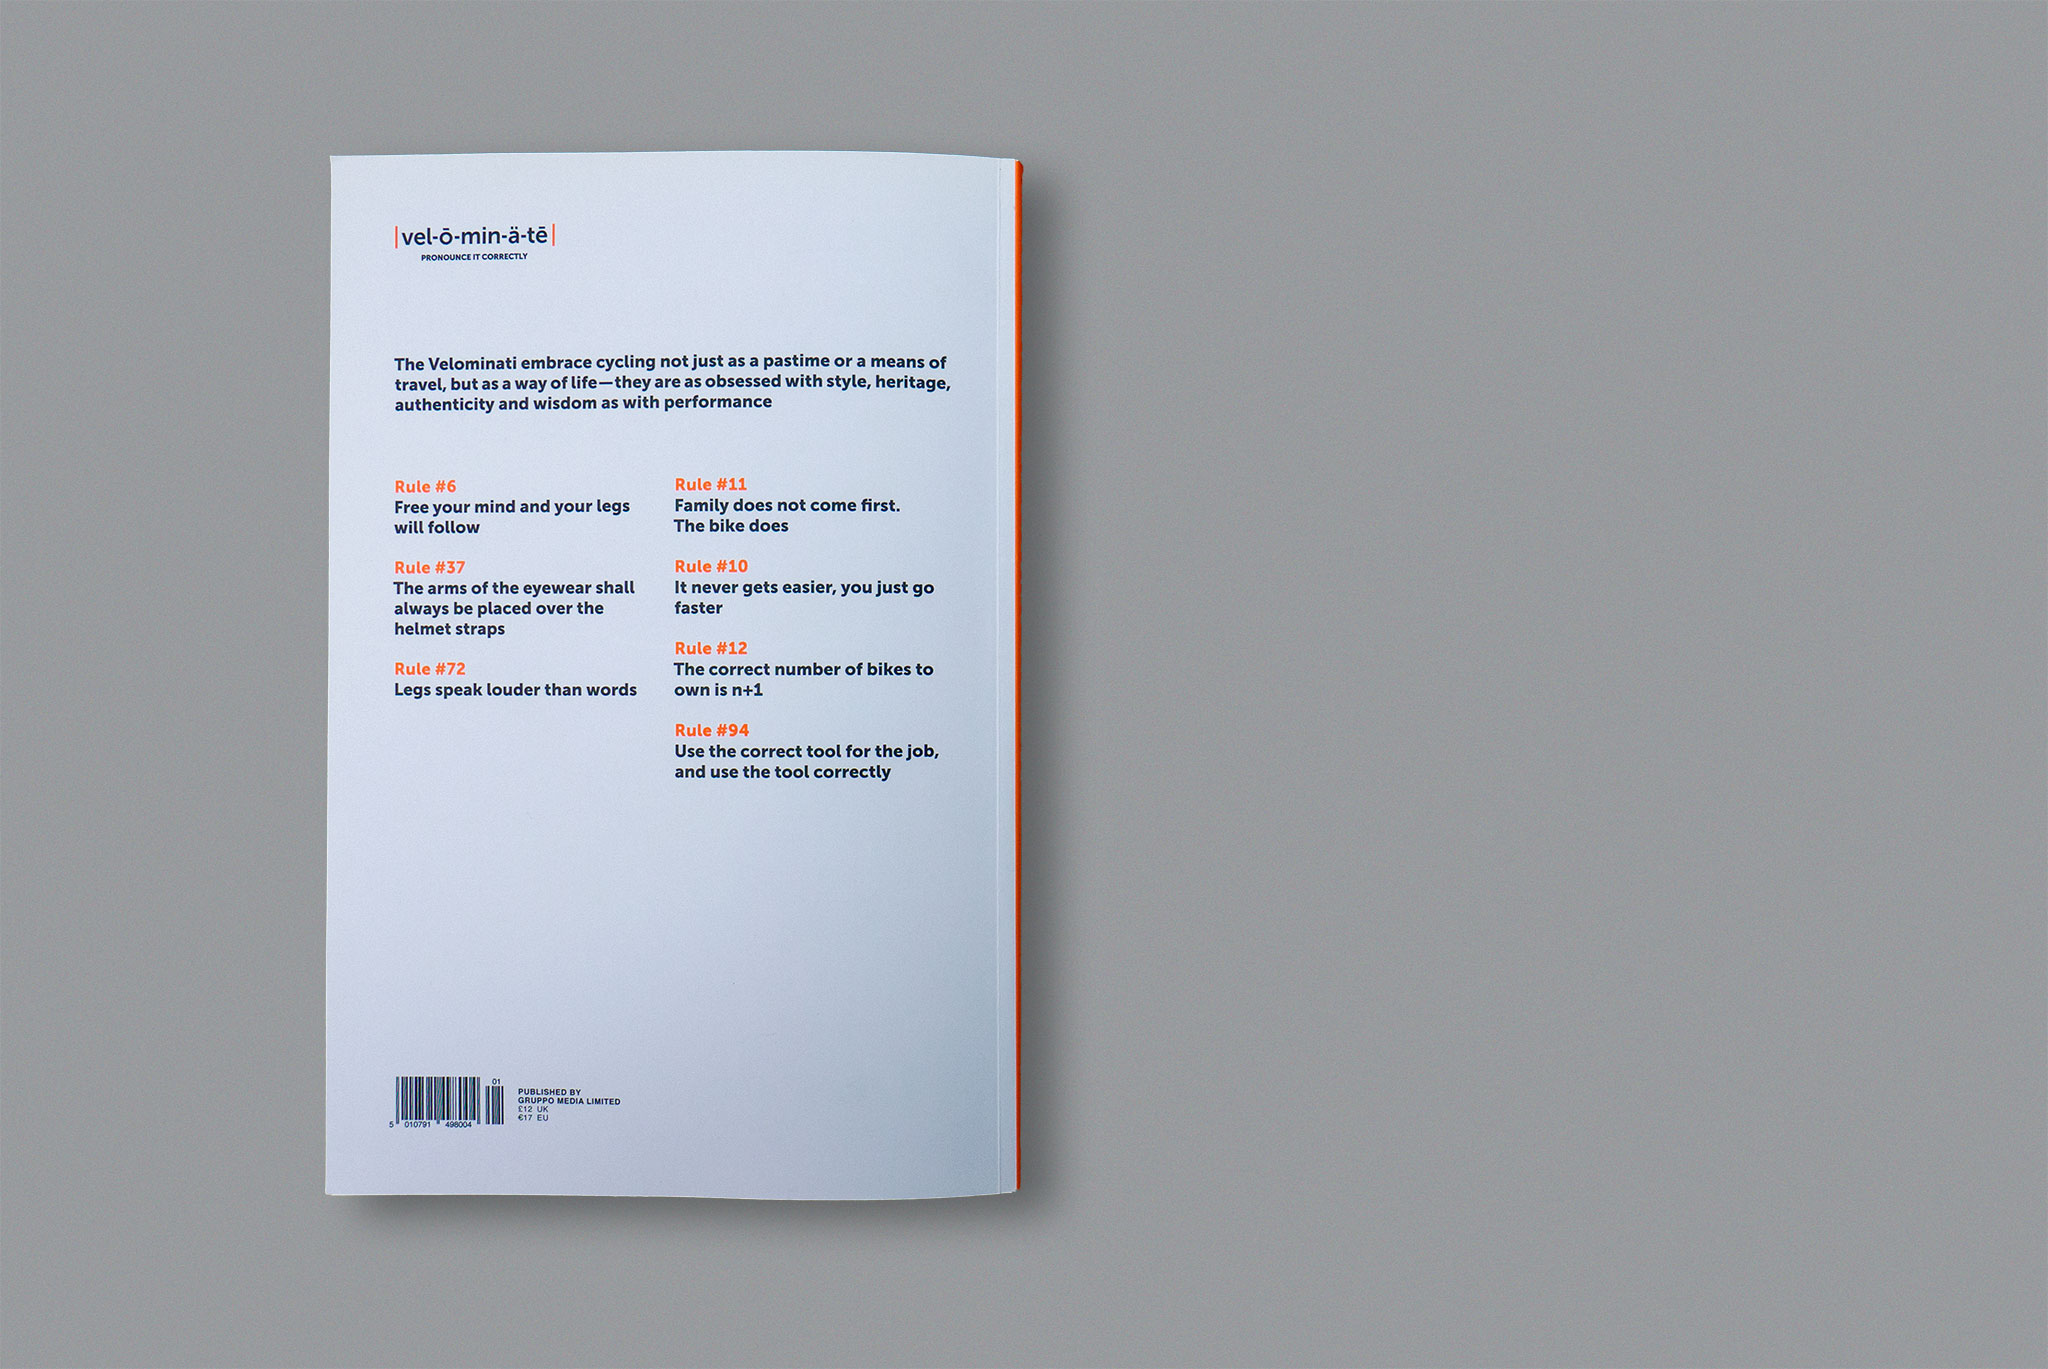 |vel-ō-min-ä-tē|
PRONOUNCE IT CORRECTLY
The Velominati embrace cycling not just as a pastime or a means of
travel, but as a way of life—they are as obsessed with style, heritage,
authenticity and wisdom as with performance
Rule #6
Free your mind and your legs
will follow
Rule #37
The arms of the eyewear shall
always be placed over the
helmet straps
Rule #72
Legs speak louder than words
Rule #11
Family does not come first.
The bike does
Rule #10
It never gets easier, you just go
faster
Rule #12
The correct number of bikes to
own is n+1
Rule #94
Use the correct tool for the job,
and use the tool correctly
01
5 010791 498004
PUBLISHED BY
GRUPPO MEDIA LIMITED
£12 UK
€17 EU